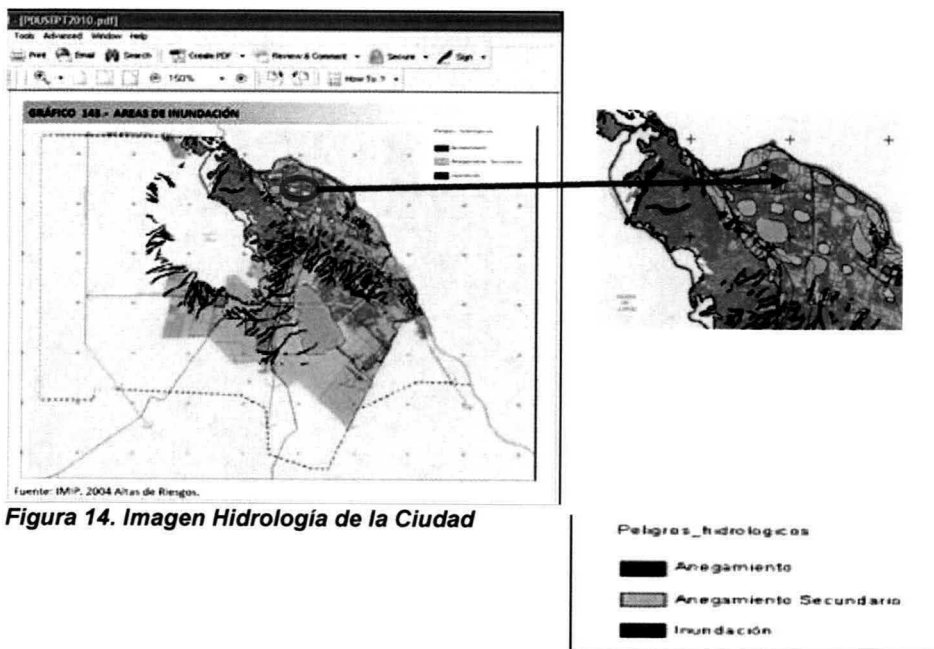 - [PDUSEPT2010.pdf]
Tools Advanced Window Help
Print Email Search Create PDF Review & Comment Secure Sign
150% How To ?
GRÁFICO 148 - AREAS DE INUNDACIÓN
Fuente: IMIP. 2004 Altas de Riesgos.
Figura 14. Imagen Hidrología de la Ciudad
Peligros_hidrologicos
Anegamiento
Anegamiento Secundario
Inundación